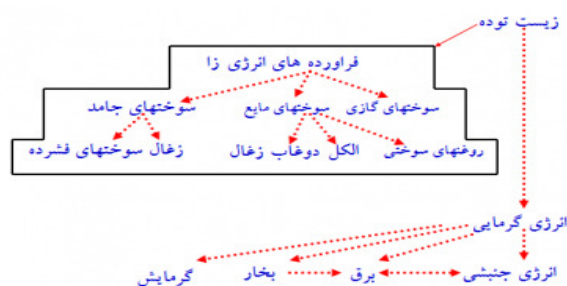 زیست توده
فراورده های انرژی زا
سوختهای گازی سوختهای مایع سوختهای جامد
روغنهای سوختی الکل دوغاب زغال زغال سوختهای فشرده
انرژی گرمایی
انرژی جنبشی برق بخار گرمایش